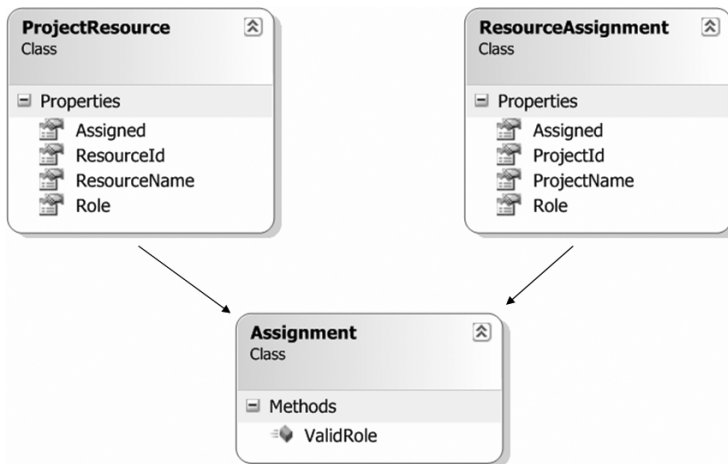 ProjectResource
Class
Properties
Assigned
ResourceId
ResourceName
Role
ResourceAssignment
Class
Properties
Assigned
ProjectId
ProjectName
Role
Assignment
Class
Methods
ValidRole